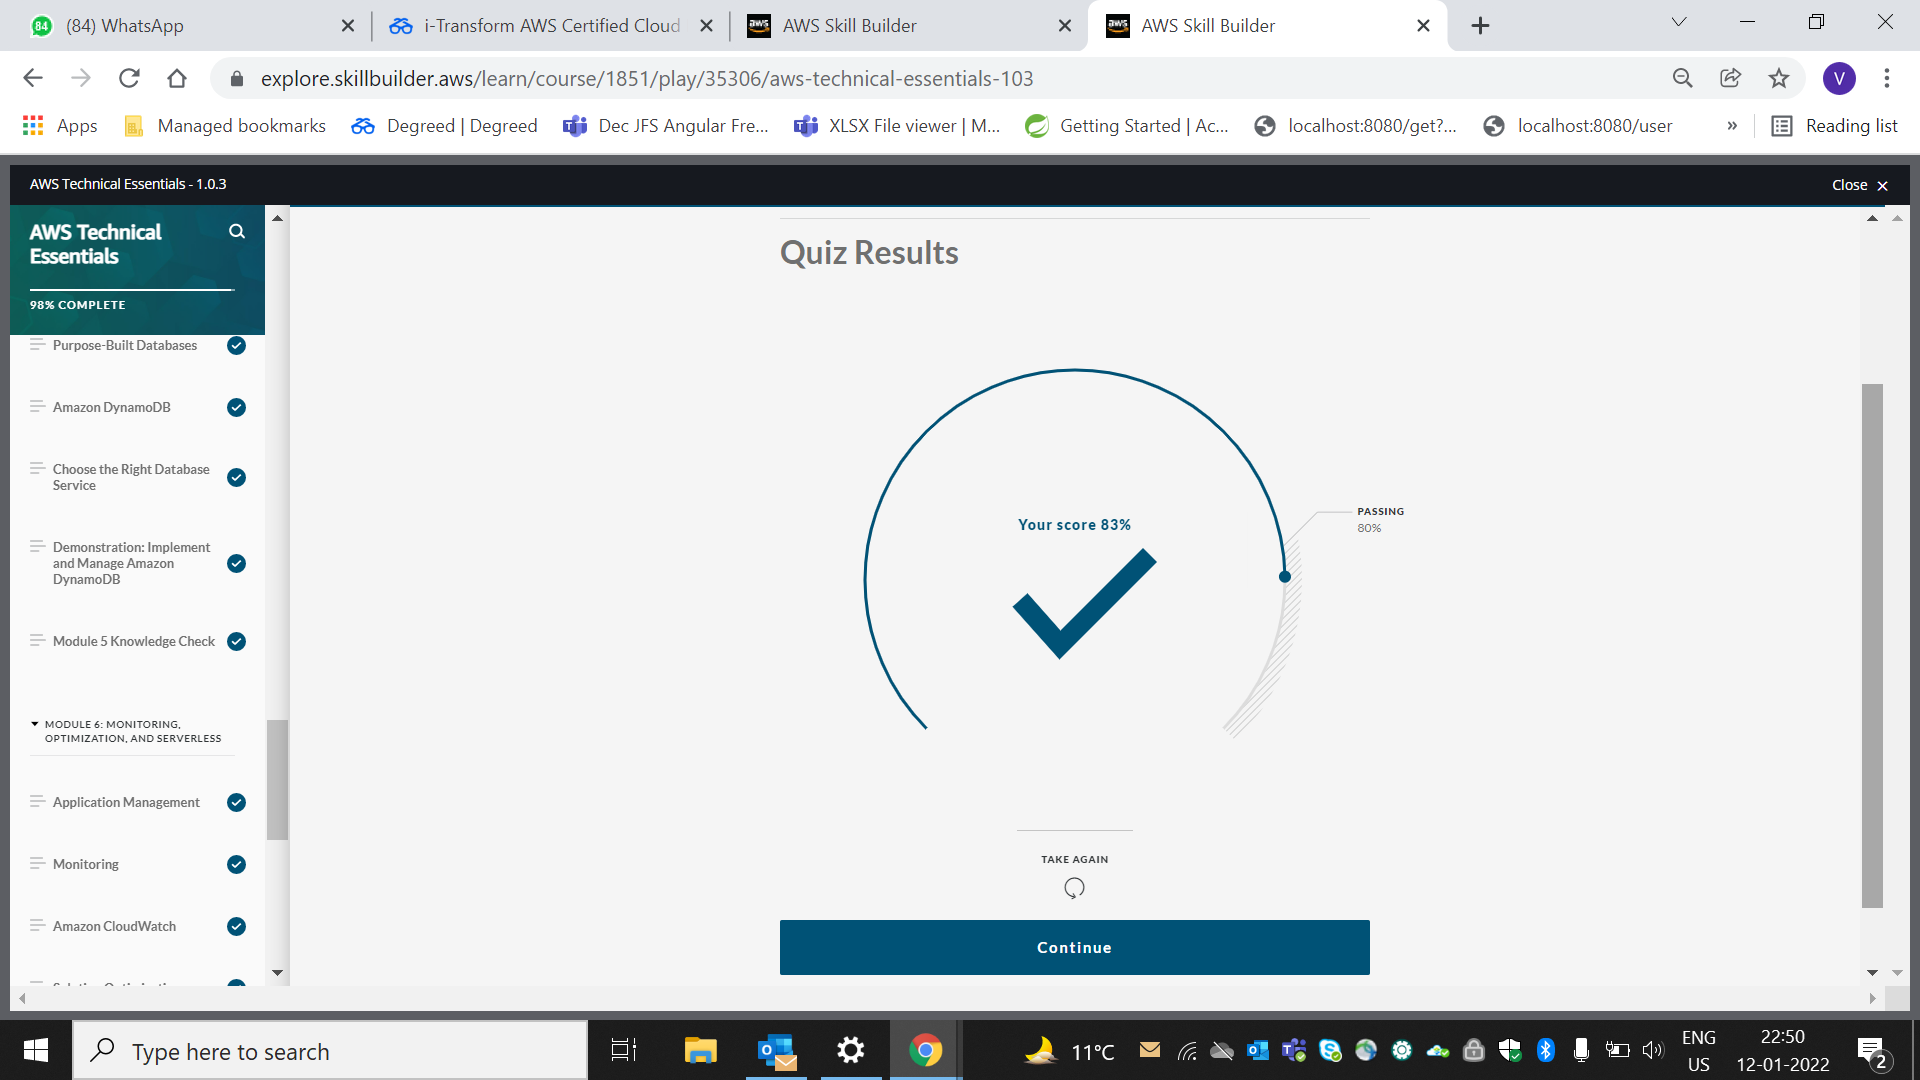 84 (84) WhatsApp
i-Transform AWS Certified Cloud
aws AWS Skill Builder
aws AWS Skill Builder
explore.skillbuilder.aws/learn/course/1851/play/35306/aws-technical-essentials-103
V
Apps
Managed bookmarks
Degreed | Degreed
Dec JFS Angular Fre...
XLSX File viewer | M...
Getting Started | Ac...
localhost:8080/get?...
localhost:8080/user
»
Reading list
AWS Technical Essentials - 1.0.3
Close
AWS Technical
Essentials
98% COMPLETE
Purpose-Built Databases
Amazon DynamoDB
Choose the Right Database
Service
Demonstration: Implement
and Manage Amazon
DynamoDB
Module 5 Knowledge Check
MODULE 6: MONITORING,
OPTIMIZATION, AND SERVERLESS
Application Management
Monitoring
Amazon CloudWatch
Quiz Results
Your score 83%
PASSING
80%
TAKE AGAIN
Continue
Type here to search
11°C
ENG
US
22:50
12-01-2022
2